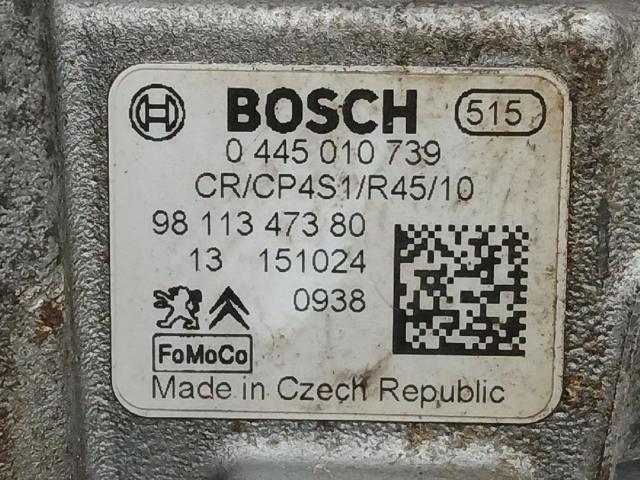 BOSCH 515
0 445 010 739
CR/CP4S1/R45/10
98 113 473 80
13 151024
0938
FoMoCo
Made in Czech Republic